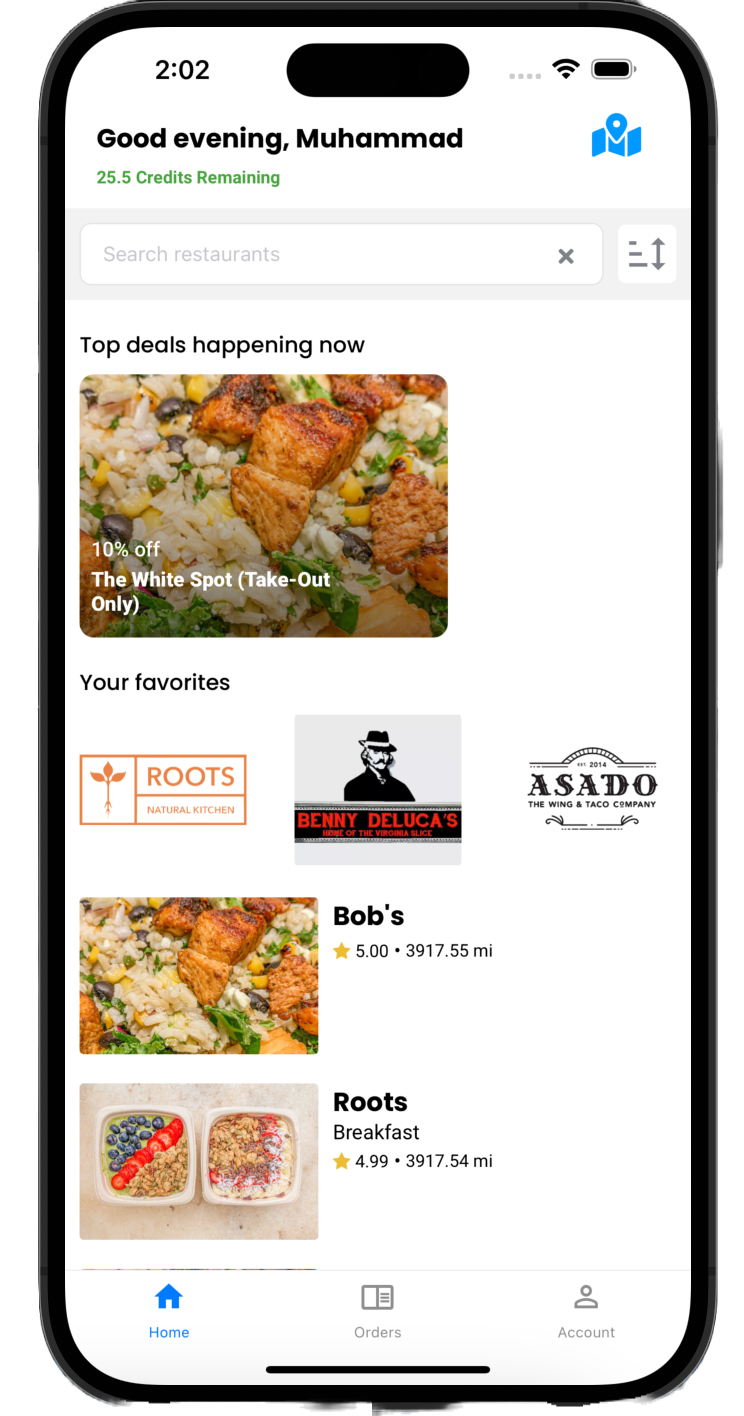 2:02
Good evening, Muhammad
25.5 Credits Remaining
Search restaurants
Top deals happening now
10% off
The White Spot (Take-Out
Only)
Your favorites
ROOTS
NATURAL KITCHEN
BENNY DELUCA'S
HOME OF THE VIRGINIA SLICE
EST. 2014
ASADO
THE WING & TACO COMPANY
Bob's
5.00 • 3917.55 mi
Roots
Breakfast
4.99 • 3917.54 mi
Home
Orders
Account